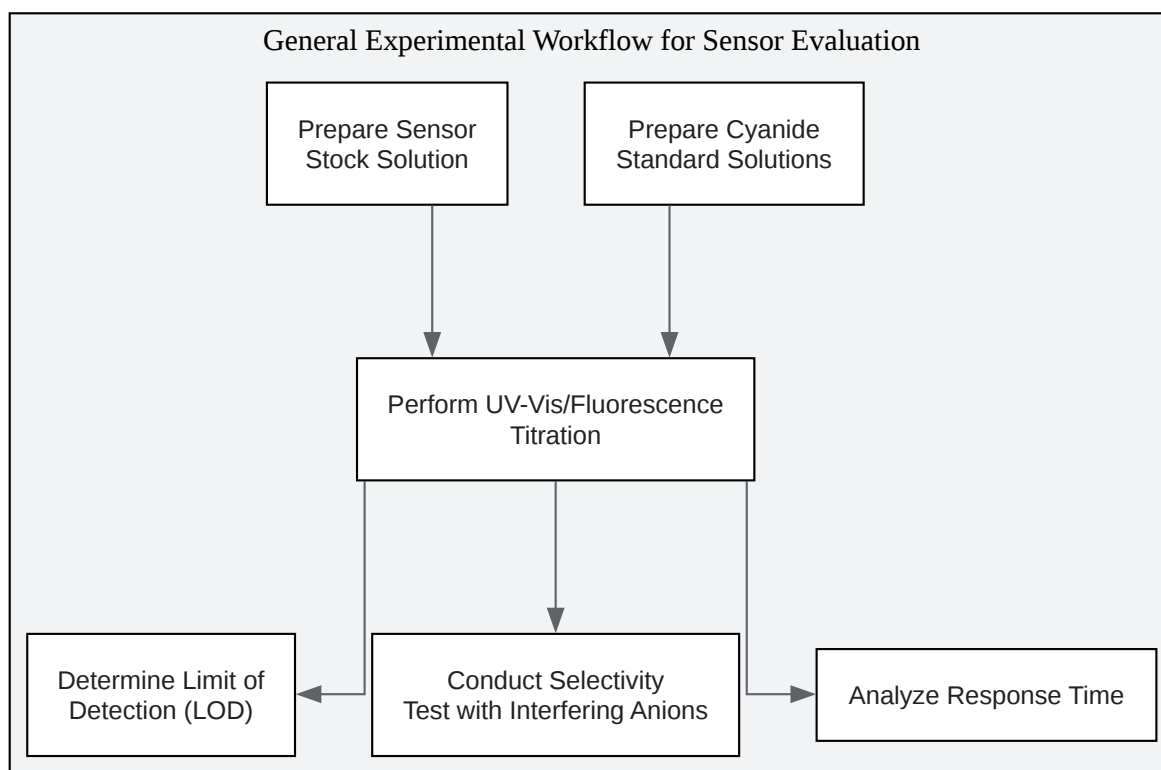 General Experimental Workflow for Sensor Evaluation
Prepare Sensor
Stock Solution
Prepare Cyanide
Standard Solutions
Perform UV-Vis/Fluorescence
Titration
Determine Limit of
Detection (LOD)
Conduct Selectivity
Test with Interfering Anions
Analyze Response Time